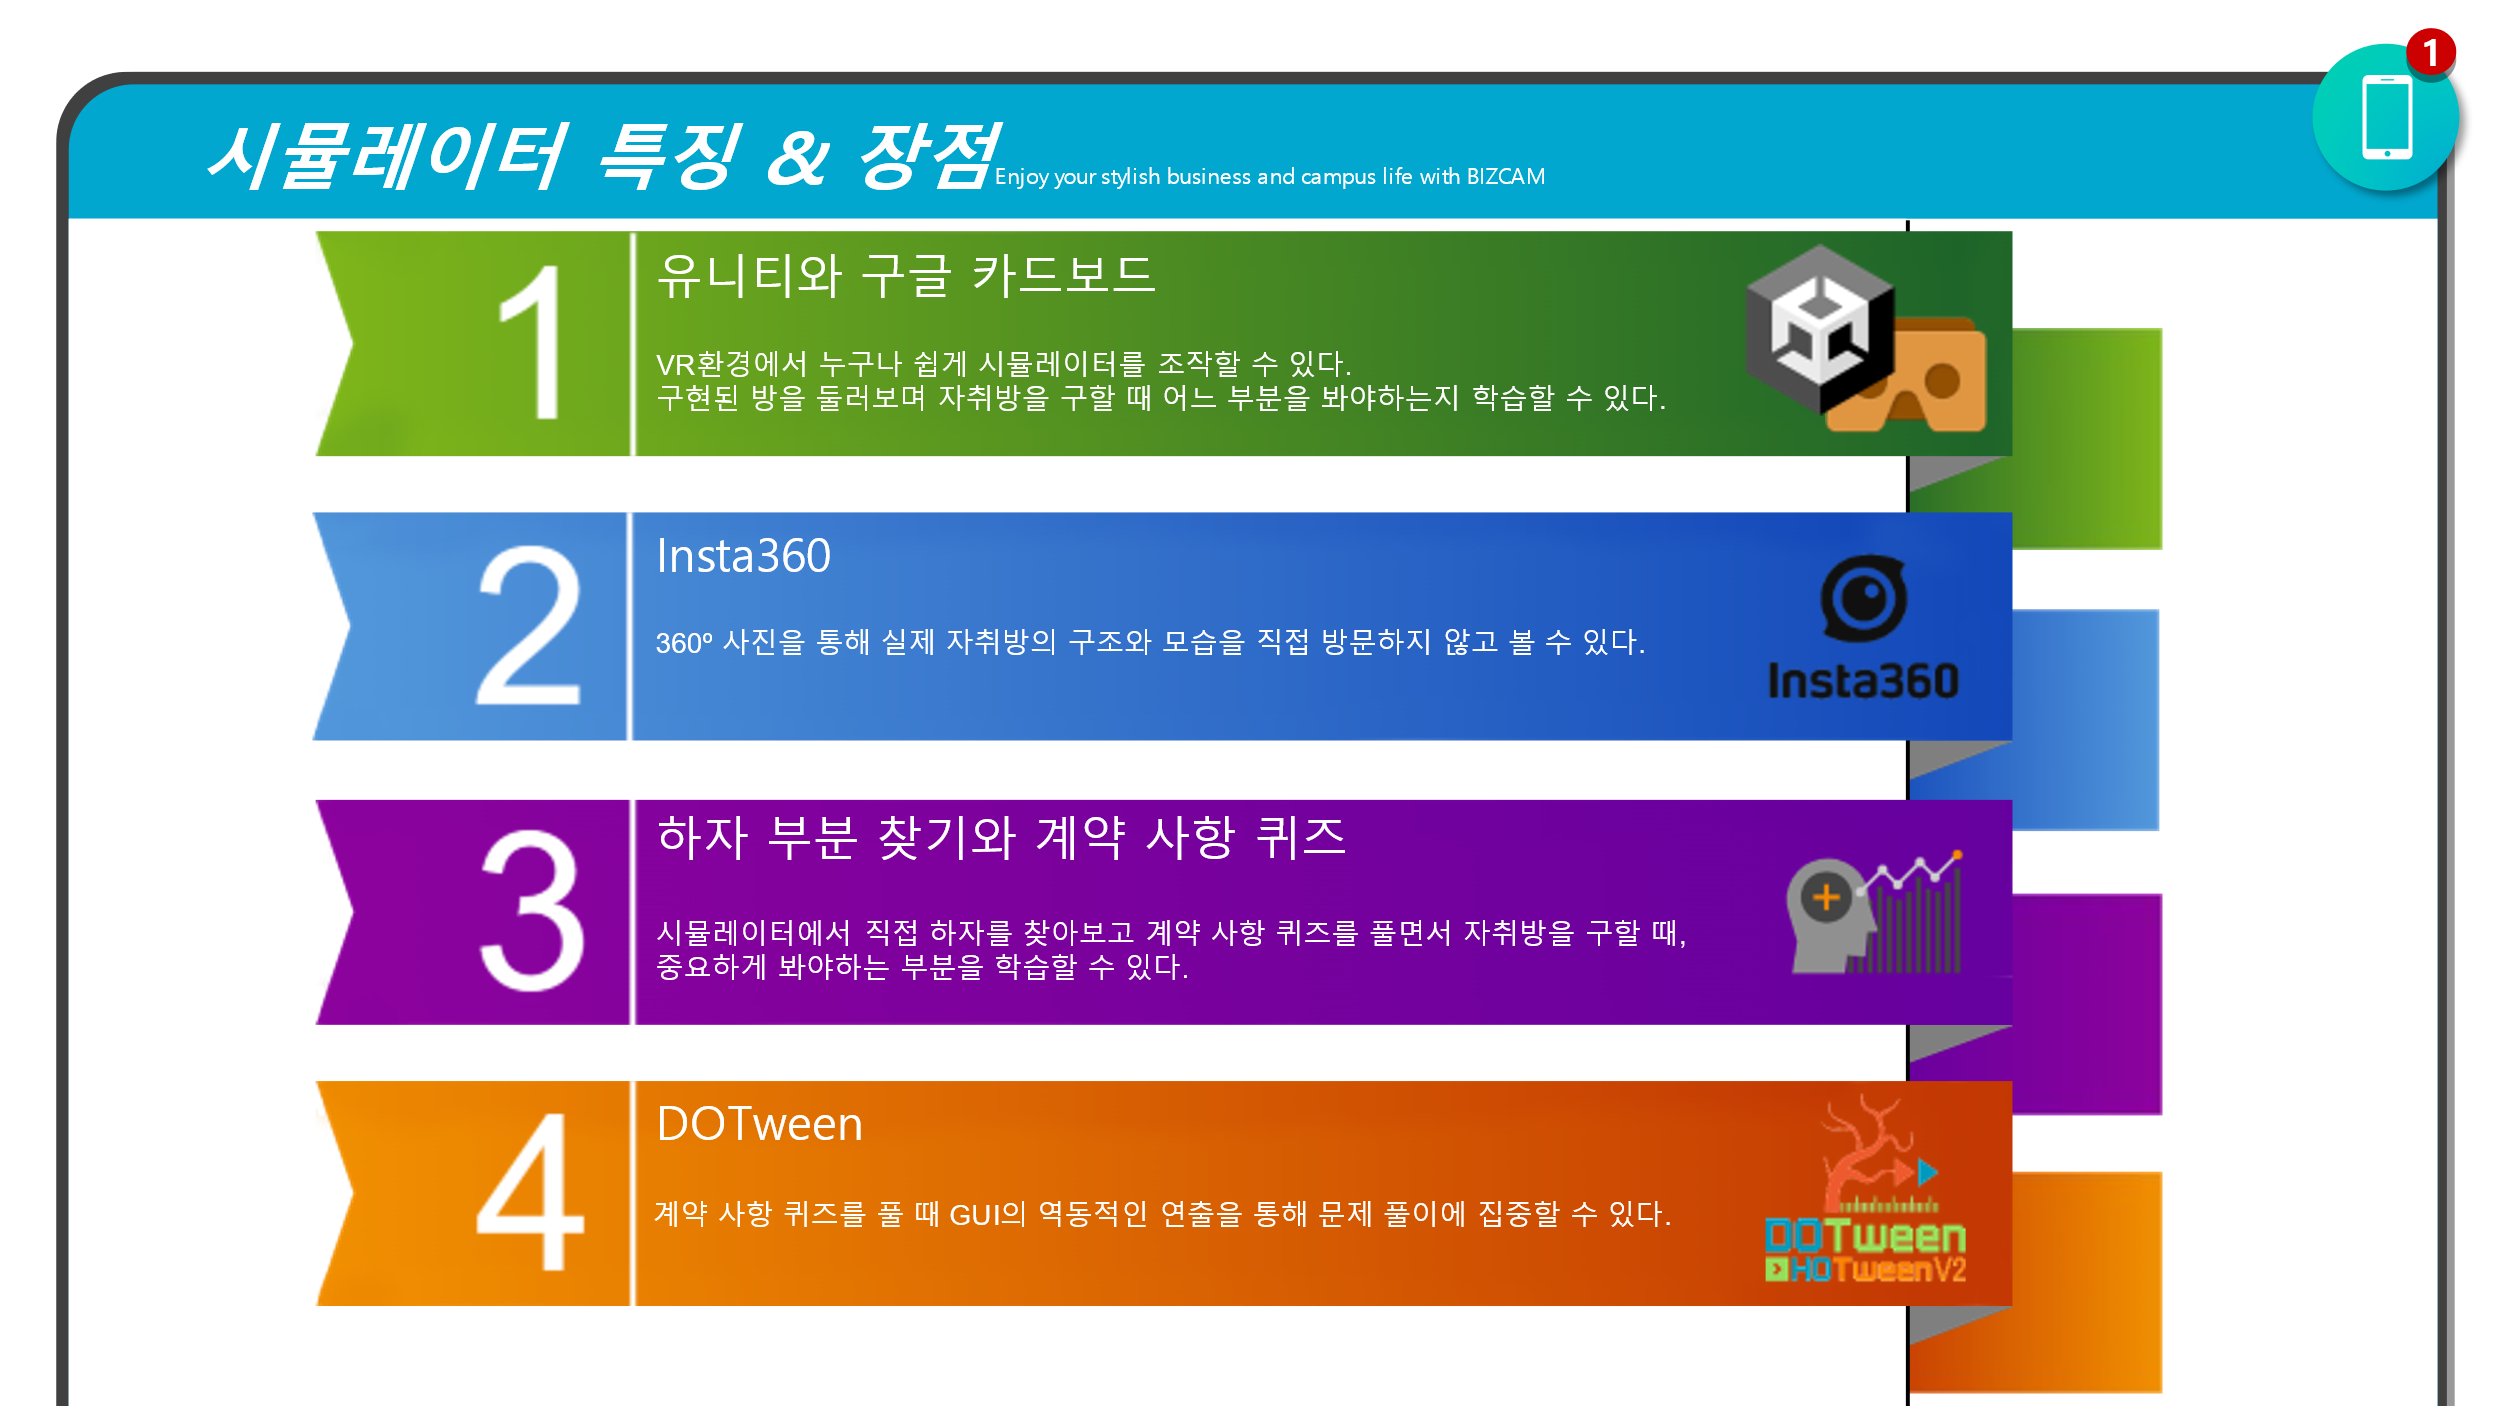 1
시뮬레이터 특징 & 장점 Enjoy your stylish business and campus life with BIZCAM
1
유니티와 구글 카드보드
VR환경에서 누구나 쉽게 시뮬레이터를 조작할 수 있다.
구현된 방을 둘러보며 자취방을 구할 때 어느 부분을 봐야하는지 학습할 수 있다.
2
Insta360
360º 사진을 통해 실제 자취방의 구조와 모습을 직접 방문하지 않고 볼 수 있다.
Insta360
3
하자 부분 찾기와 계약 사항 퀴즈
시뮬레이터에서 직접 하자를 찾아보고 계약 사항 퀴즈를 풀면서 자취방을 구할 때,
중요하게 봐야하는 부분을 학습할 수 있다.
4
DOTween
계약 사항 퀴즈를 풀 때 GUI의 역동적인 연출을 통해 문제 풀이에 집중할 수 있다.
DOTween
HOTweenV2